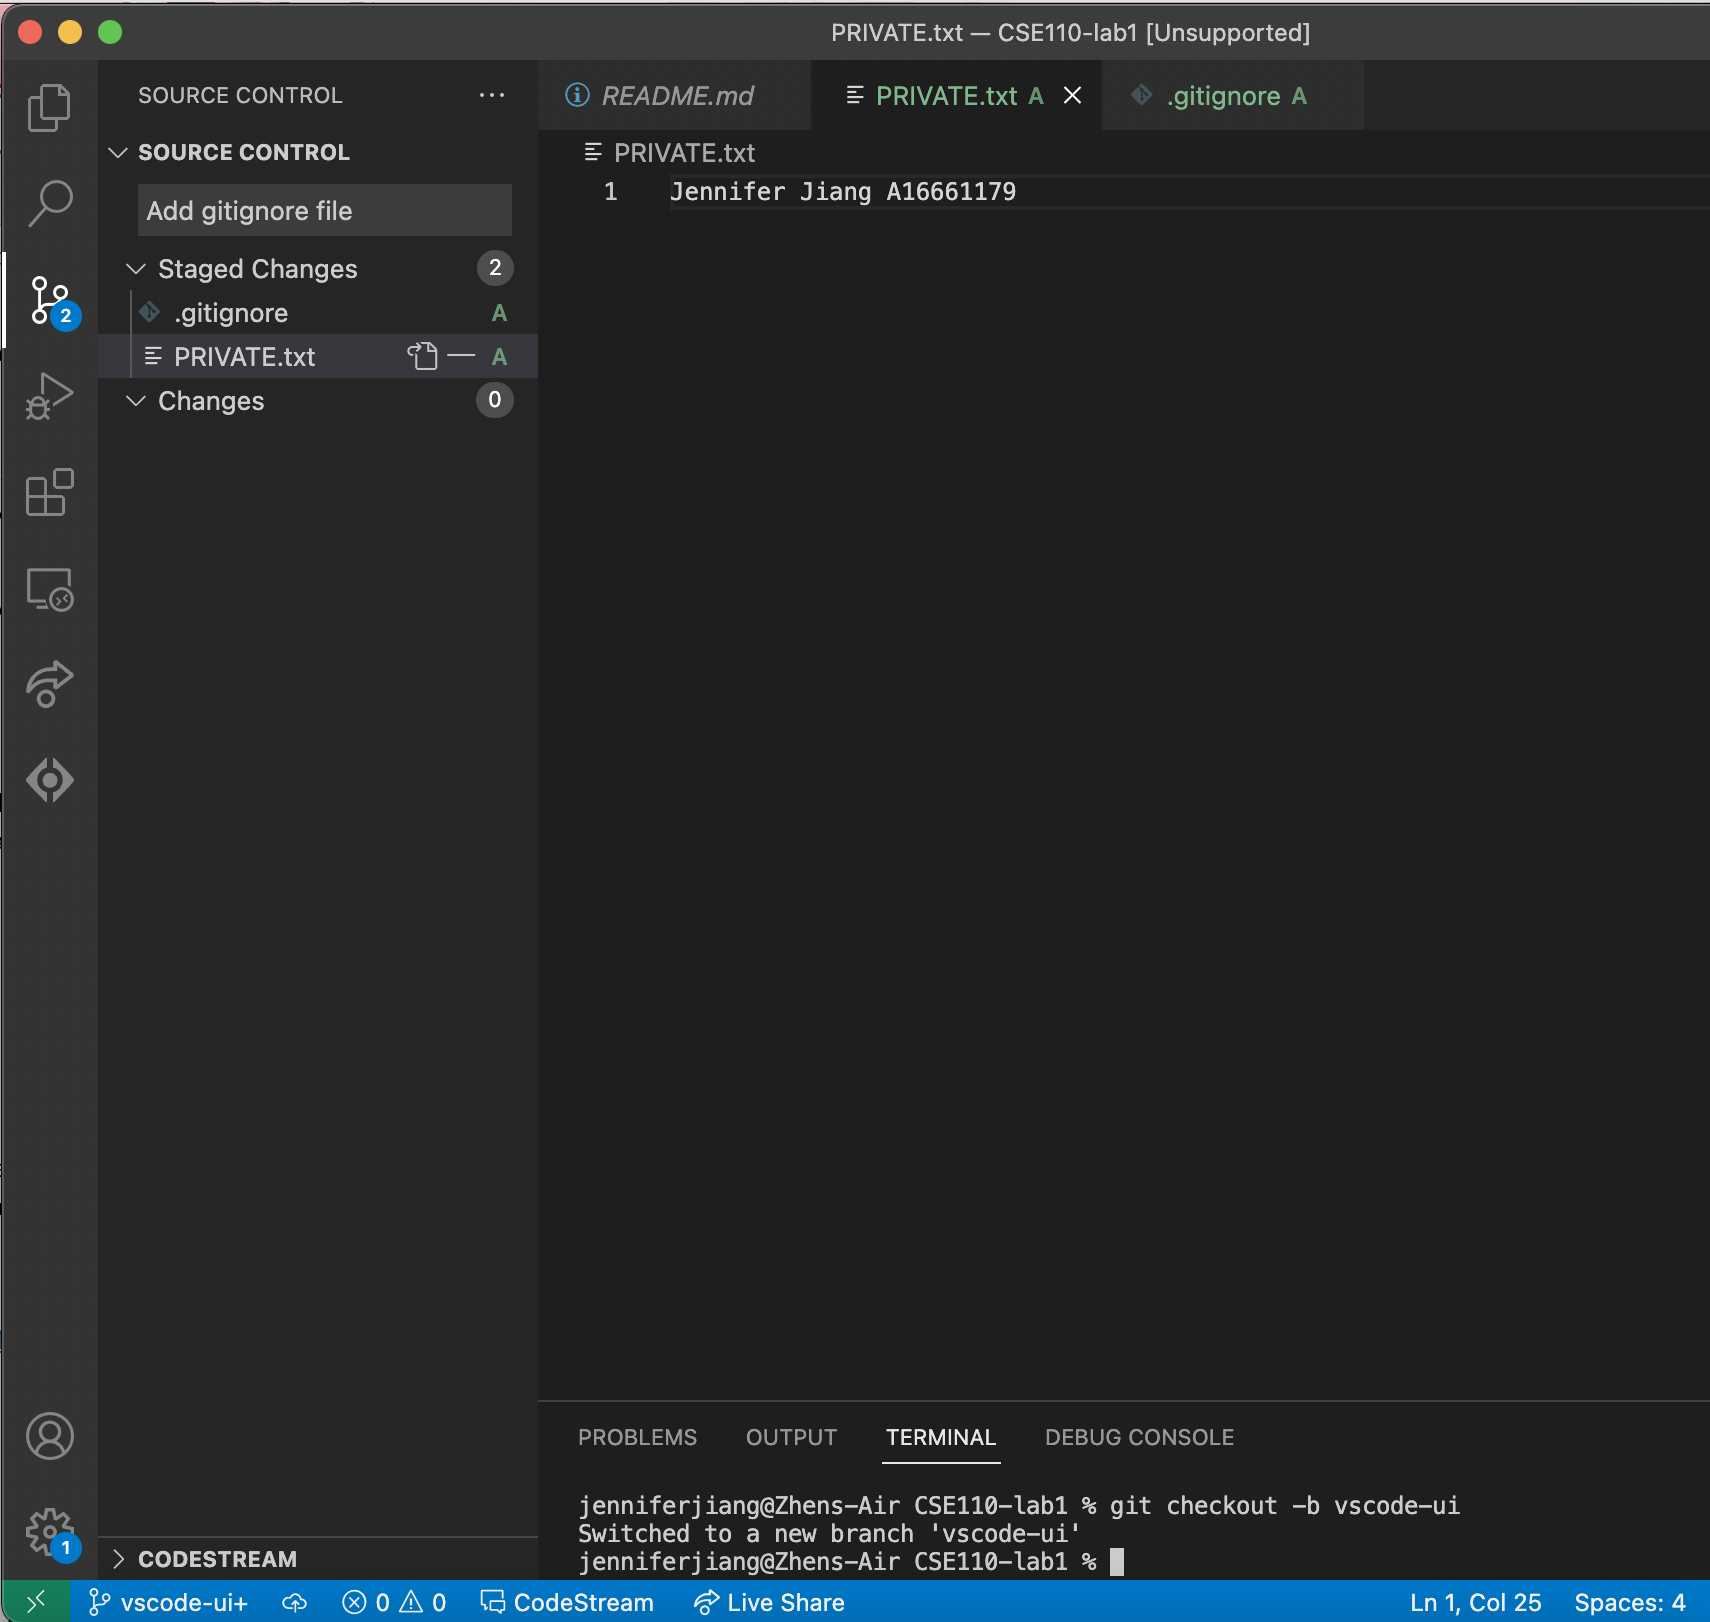 PRIVATE.txt — CSE110-lab1 [Unsupported]
SOURCE CONTROL ...
README.md
PRIVATE.txt A
.gitignore A
SOURCE CONTROL
PRIVATE.txt
1 Jennifer Jiang A16661179
Add gitignore file
Staged Changes 2
.gitignore A
2
PRIVATE.txt A
Changes 0
PROBLEMS OUTPUT TERMINAL DEBUG CONSOLE
jenniferjiang@Zhens-Air CSE110-lab1 % git checkout -b vscode-ui
Switched to a new branch 'vscode-ui'
jenniferjiang@Zhens-Air CSE110-lab1 %
1
CODESTREAM
vscode-ui+ 0 0 CodeStream Live Share Ln 1, Col 25 Spaces: 4